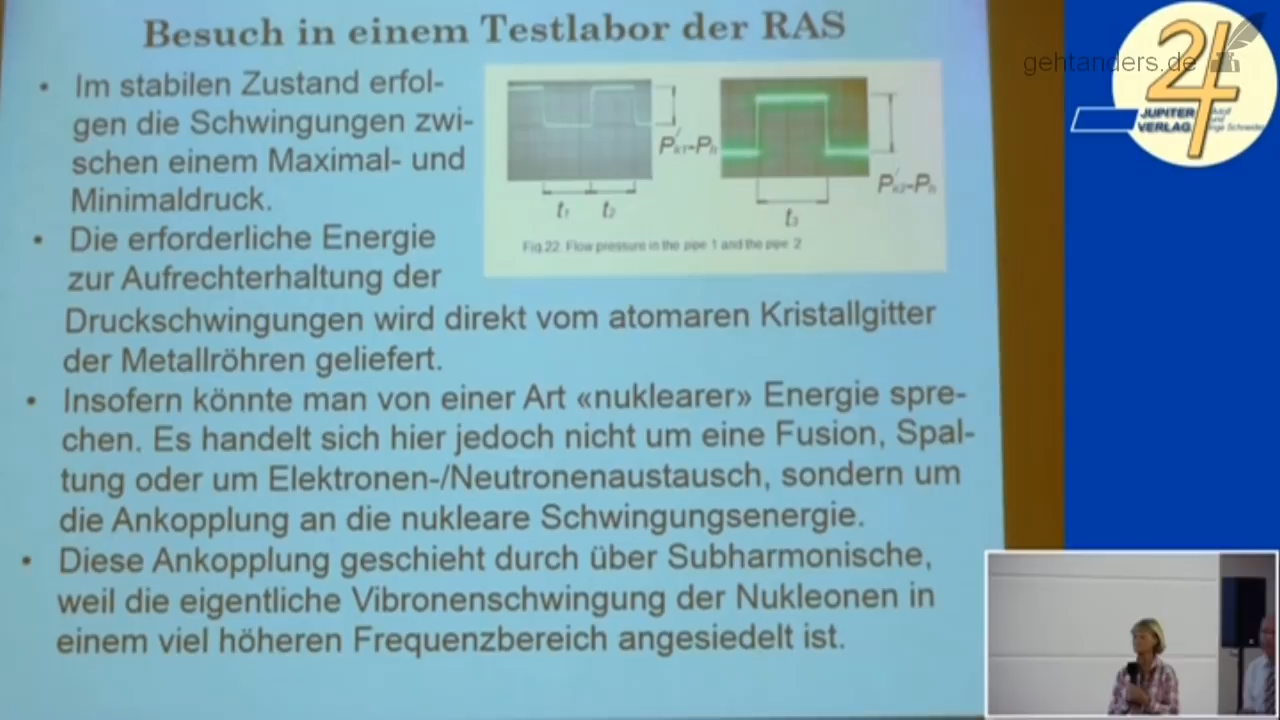 Besuch in einem Testlabor der RAS
• Im stabilen Zustand erfol-
gen die Schwingungen zwi-
schen einem Maximal- und
Minimaldruck.
• Die erforderliche Energie
zur Aufrechterhaltung der
Druckschwingungen wird direkt vom atomaren Kristallgitter
der Metallröhren geliefert.
• Insofern könnte man von einer Art «nuklearer» Energie spre-
chen. Es handelt sich hier jedoch nicht um eine Fusion, Spal-
tung oder um Elektronen-/Neutronenaustausch, sondern um
die Ankopplung an die nukleare Schwingungsenergie.
• Diese Ankopplung geschieht durch über Subharmonische,
weil die eigentliche Vibronenschwingung der Nukleonen in
einem viel höheren Frequenzbereich angesiedelt ist.
t₁ t₂
t₃
Fig.22. Flow pressure in the pipe 1 and the pipe 2
gehtanders.de
JUPITER
VERLAG
und
Inge Schneider